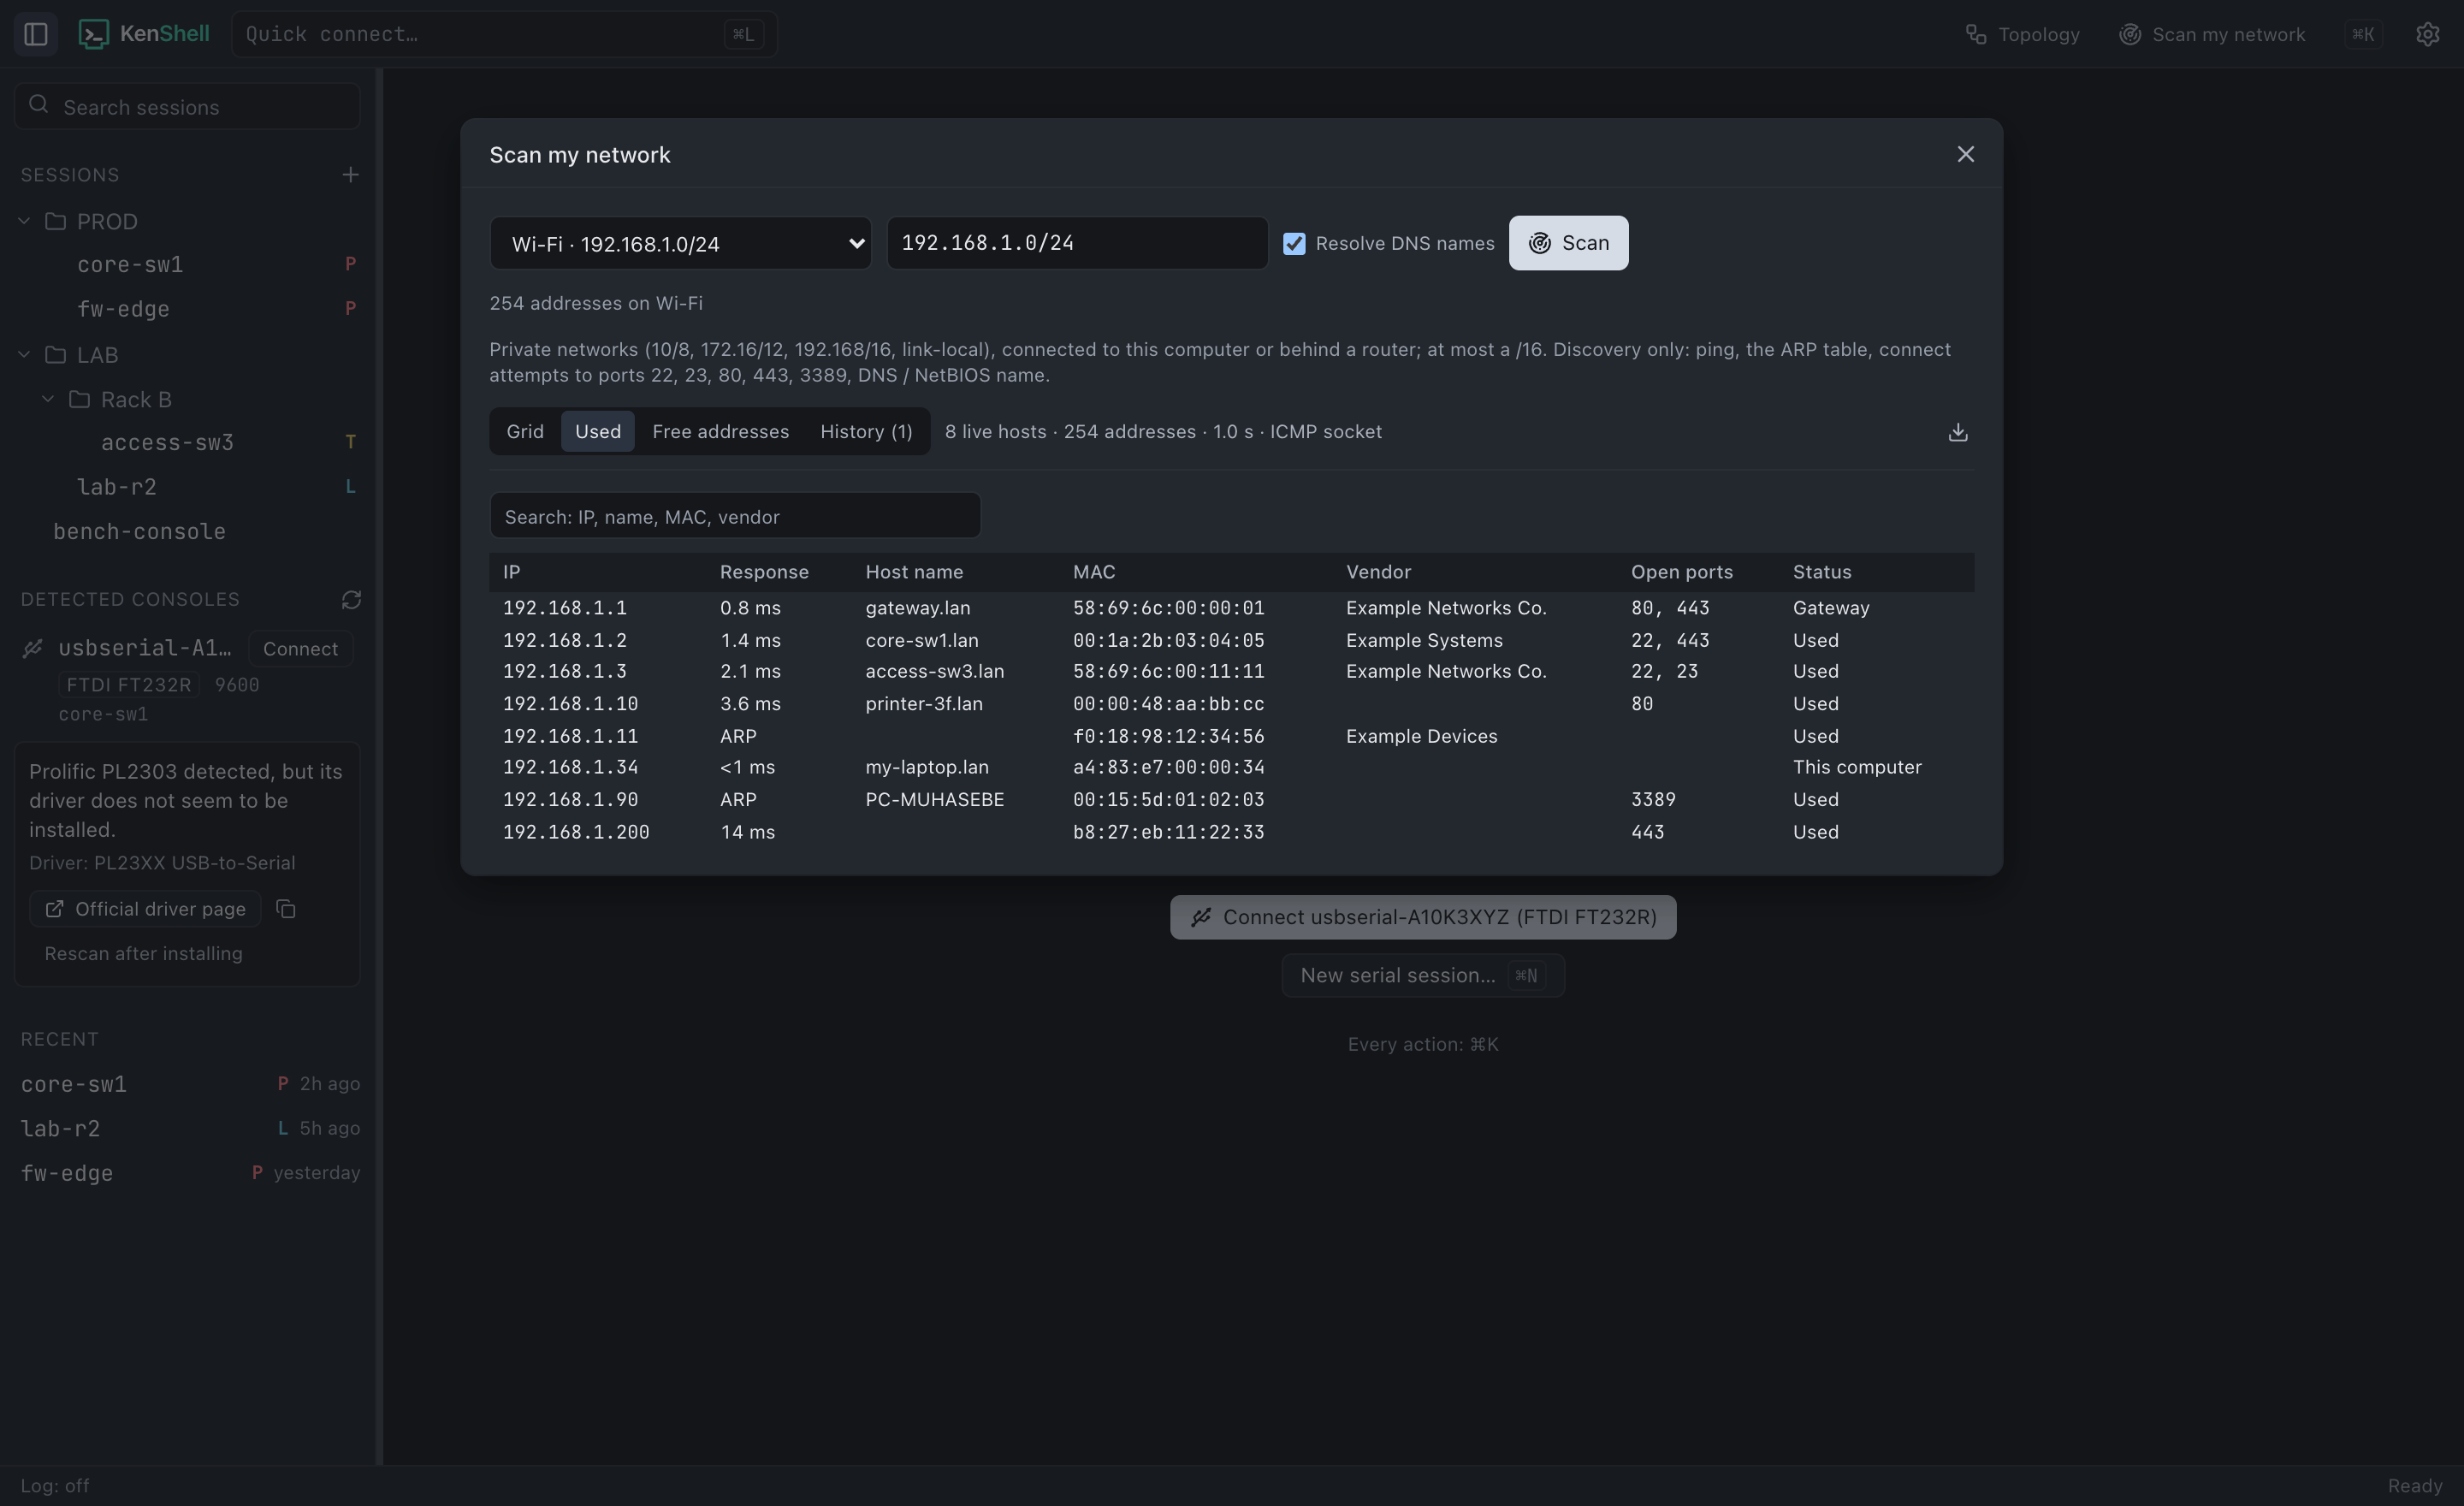 KenShell
Quick connect…
⌘L
Topology
Scan my network
⌘K
Search sessions
SESSIONS
PROD
core-sw1 P
fw-edge P
LAB
Rack B
access-sw3 T
lab-r2 L
bench-console
DETECTED CONSOLES
usbserial-A1… Connect
FTDI FT232R 9600
core-sw1
Prolific PL2303 detected, but its
driver does not seem to be
installed.
Driver: PL23XX USB-to-Serial
Official driver page
Rescan after installing
RECENT
core-sw1 P 2h ago
lab-r2 L 5h ago
fw-edge P yesterday
Scan my network
Wi-Fi · 192.168.1.0/24
192.168.1.0/24
Resolve DNS names
Scan
254 addresses on Wi-Fi
Private networks (10/8, 172.16/12, 192.168/16, link-local), connected to this computer or behind a router; at most a /16. Discovery only: ping, the ARP table, connect
attempts to ports 22, 23, 80, 443, 3389, DNS / NetBIOS name.
Grid Used Free addresses History (1) 8 live hosts · 254 addresses · 1.0 s · ICMP socket
Search: IP, name, MAC, vendor
IP Response Host name MAC Vendor Open ports Status
192.168.1.1 0.8 ms gateway.lan 58:69:6c:00:00:01 Example Networks Co. 80, 443 Gateway
192.168.1.2 1.4 ms core-sw1.lan 00:1a:2b:03:04:05 Example Systems 22, 443 Used
192.168.1.3 2.1 ms access-sw3.lan 58:69:6c:00:11:11 Example Networks Co. 22, 23 Used
192.168.1.10 3.6 ms printer-3f.lan 00:00:48:aa:bb:cc 80 Used
192.168.1.11 ARP f0:18:98:12:34:56 Example Devices Used
192.168.1.34 <1 ms my-laptop.lan a4:83:e7:00:00:34 This computer
192.168.1.90 ARP PC-MUHASEBE 00:15:5d:01:02:03 3389 Used
192.168.1.200 14 ms b8:27:eb:11:22:33 443 Used
Connect usbserial-A10K3XYZ (FTDI FT232R)
New serial session… ⌘N
Every action: ⌘K
Log: off
Ready